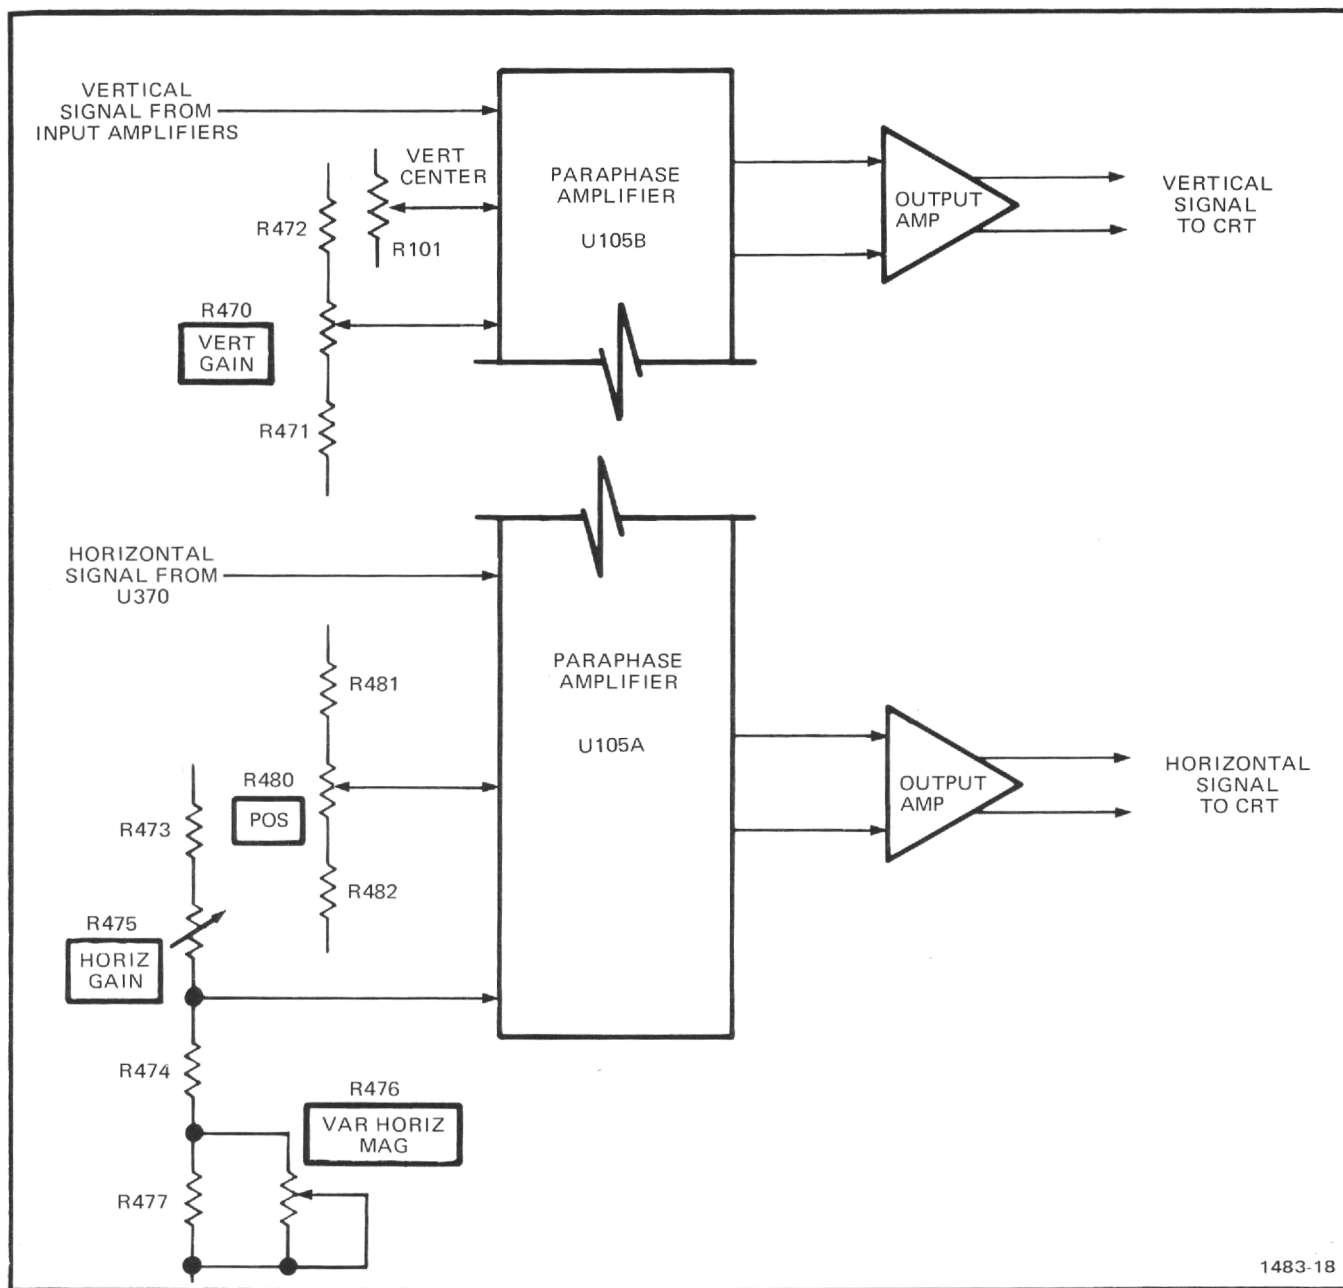 VERTICAL
SIGNAL FROM
INPUT AMPLIFIERS
VERT
CENTER
R472
R101
R470
VERT
GAIN
R471
PARAPHASE
AMPLIFIER
U105B
OUTPUT
AMP
VERTICAL
SIGNAL
TO CRT
HORIZONTAL
SIGNAL FROM
U370
R481
R480
POS
R482
R473
R475
HORIZ
GAIN
R474
R476
VAR HORIZ
MAG
R477
PARAPHASE
AMPLIFIER
U105A
OUTPUT
AMP
HORIZONTAL
SIGNAL
TO CRT
1483-18